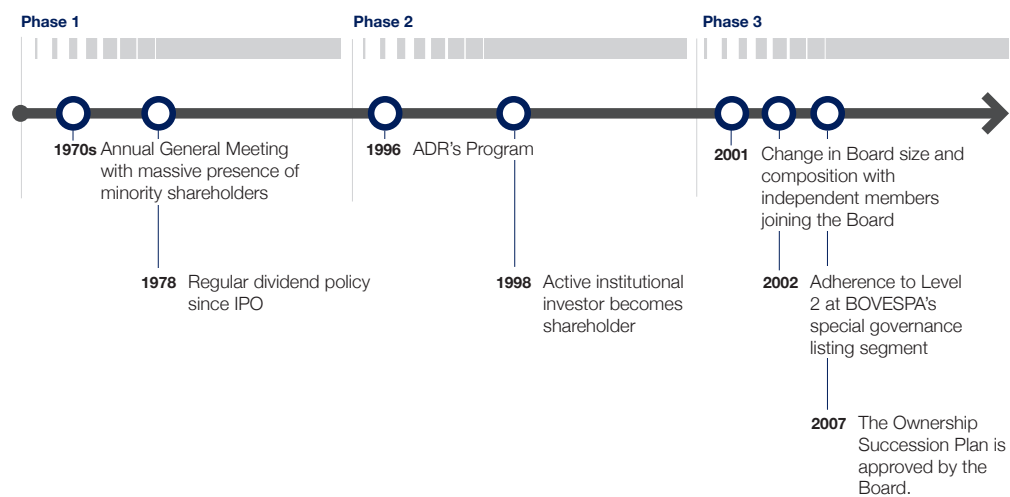 Phase 1
1970s Annual General Meeting
with massive presence of
minority shareholders
1978 Regular dividend policy
since IPO
Phase 2
1996 ADR's Program
1998 Active institutional
investor becomes
shareholder
Phase 3
2001 Change in Board size and
composition with
independent members
joining the Board
2002 Adherence to Level
2 at BOVESPA's
special governance
listing segment
2007 The Ownership
Succession Plan is
approved by the
Board.